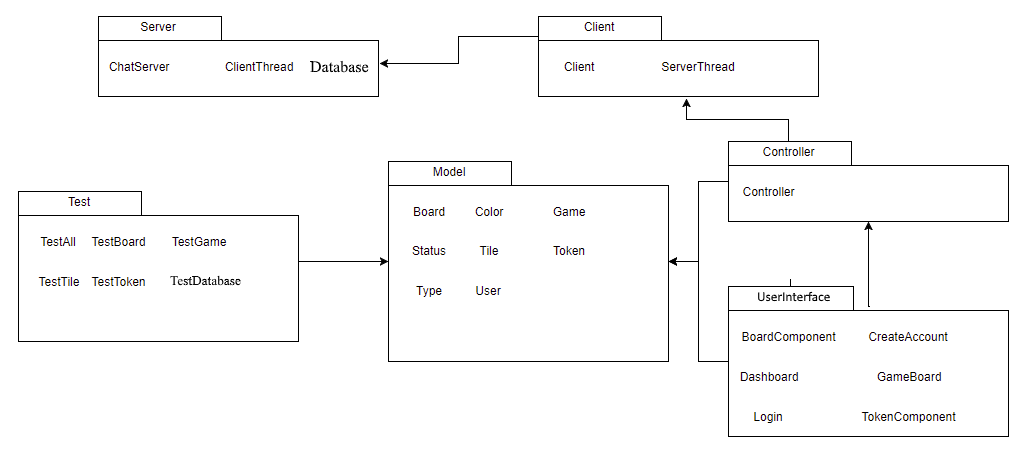 Server
ChatServer ClientThread Database
Client
Client ServerThread
Controller
Controller
Model
Board Color Game
Status Tile Token
Type User
Test
TestAll TestBoard TestGame
TestTile TestToken TestDatabase
UserInterface
BoardComponent CreateAccount
Dashboard GameBoard
Login TokenComponent